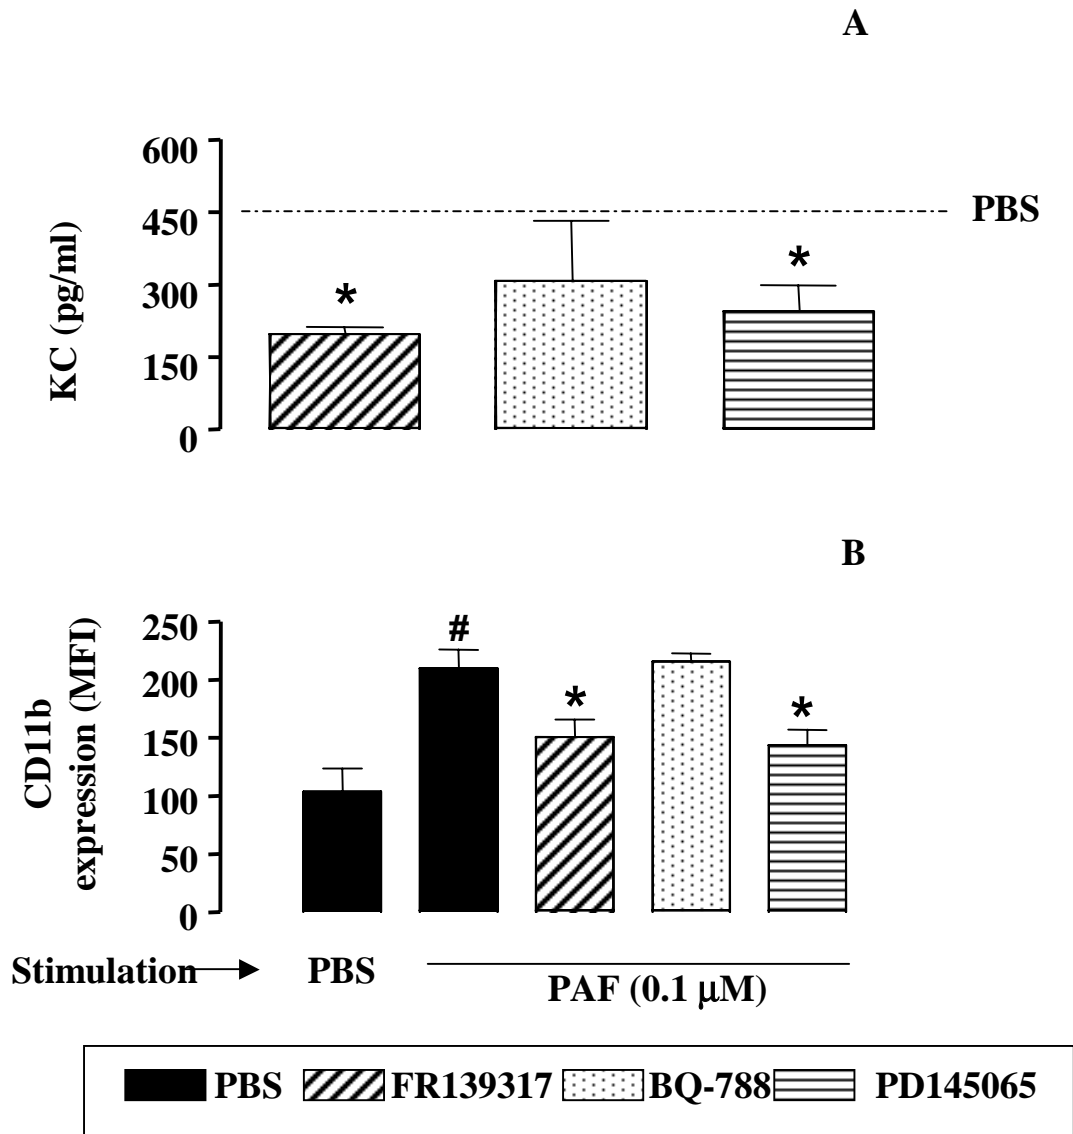 A
600
450
300
150
0
KC (pg/ml)
PBS
*
*
B
250
200
150
100
50
0
CD11b
expression (MFI)
#
*
*
Stimulation PBS
PAF (0.1 μM)
PBS FR139317 BQ-788 PD145065